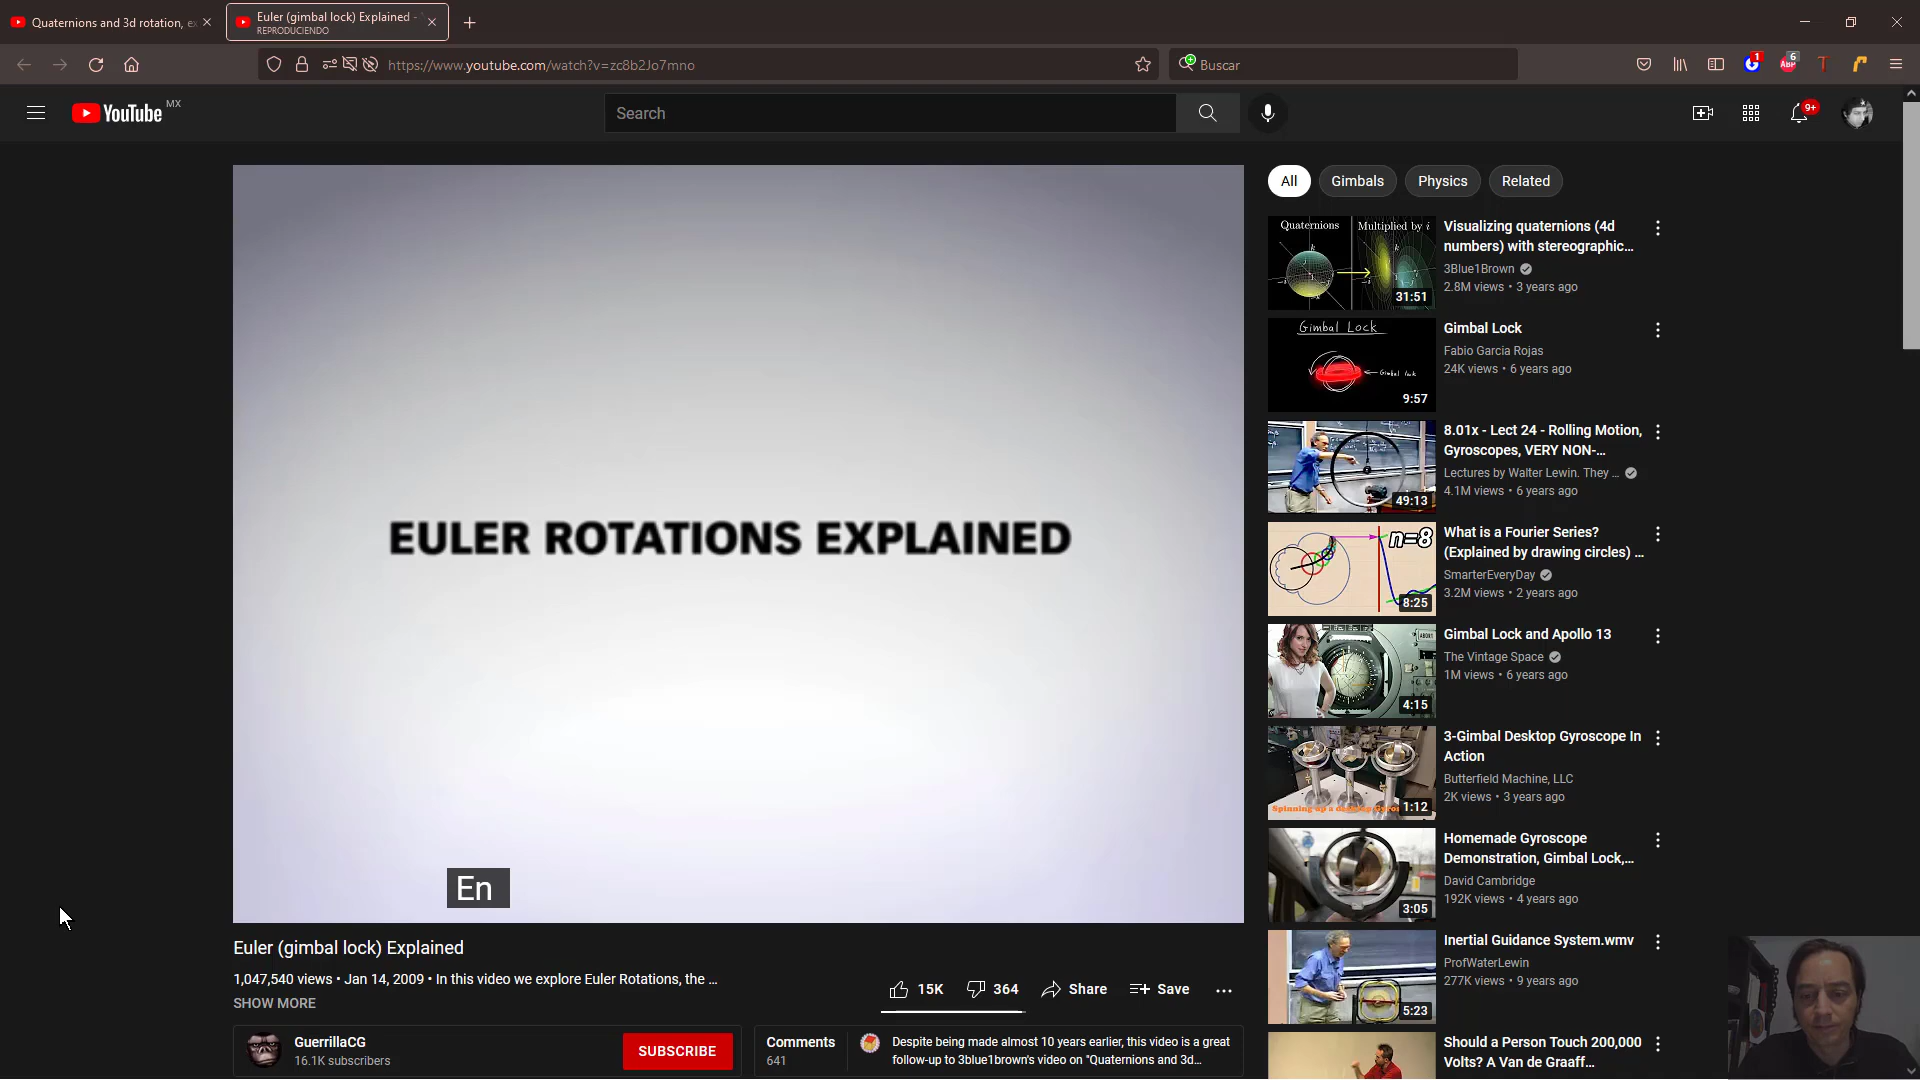 Quaternions and 3d rotation, ex
Euler (gimbal lock) Explained -
REPRODUCIENDO
https://www.youtube.com/watch?v=zc8b2Jo7mno
Buscar
1
ABP
6
YouTube MX
Search
9+
EULER ROTATIONS EXPLAINED
En
Euler (gimbal lock) Explained
1,047,540 views • Jan 14, 2009 • In this video we explore Euler Rotations, the ...
SHOW MORE
15K
364
Share
Save
GuerrillaCG
16.1K subscribers
SUBSCRIBE
Comments
641
Despite being made almost 10 years earlier, this video is a great
follow-up to 3blue1brown's video on "Quaternions and 3d...
All
Gimbals
Physics
Related
Quaternions
Multiplied by i
31:51
Visualizing quaternions (4d
numbers) with stereographic...
3Blue1Brown
2.8M views • 3 years ago
Gimbal Lock
Gimbal lock
9:57
Gimbal Lock
Fabio Garcia Rojas
24K views • 6 years ago
49:13
8.01x - Lect 24 - Rolling Motion,
Gyroscopes, VERY NON-...
Lectures by Walter Lewin. They ...
4.1M views • 6 years ago
n=8
8:25
What is a Fourier Series?
(Explained by drawing circles) ...
SmarterEveryDay
3.2M views • 2 years ago
4:15
Gimbal Lock and Apollo 13
The Vintage Space
1M views • 6 years ago
Spinning up a desktop
1:12
3-Gimbal Desktop Gyroscope In
Action
Butterfield Machine, LLC
2K views • 3 years ago
3:05
Homemade Gyroscope
Demonstration, Gimbal Lock,...
David Cambridge
192K views • 4 years ago
5:23
Inertial Guidance System.wmv
ProfWaterLewin
277K views • 9 years ago
Should a Person Touch 200,000
Volts? A Van de Graaff...